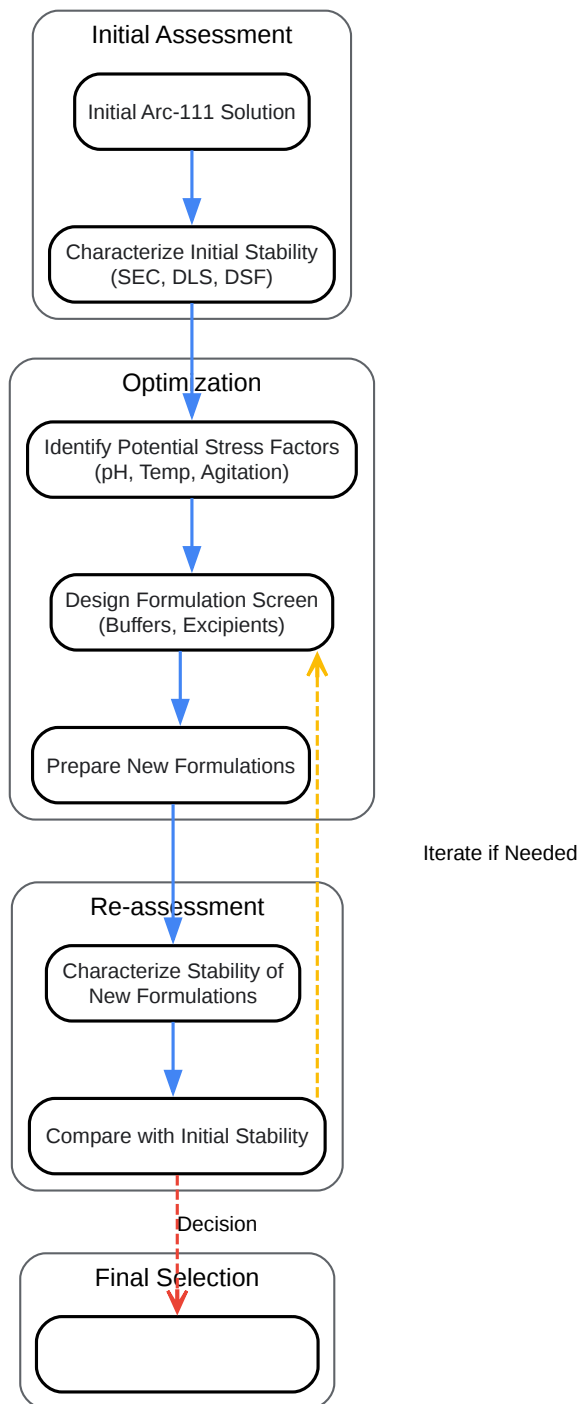 Initial Assessment
Initial Arc-111 Solution
Characterize Initial Stability
(SEC, DLS, DSF)
Optimization
Identify Potential Stress Factors
(pH, Temp, Agitation)
Design Formulation Screen
(Buffers, Excipients)
Prepare New Formulations
Iterate if Needed
Re-assessment
Characterize Stability of
New Formulations
Compare with Initial Stability
Decision
Final Selection